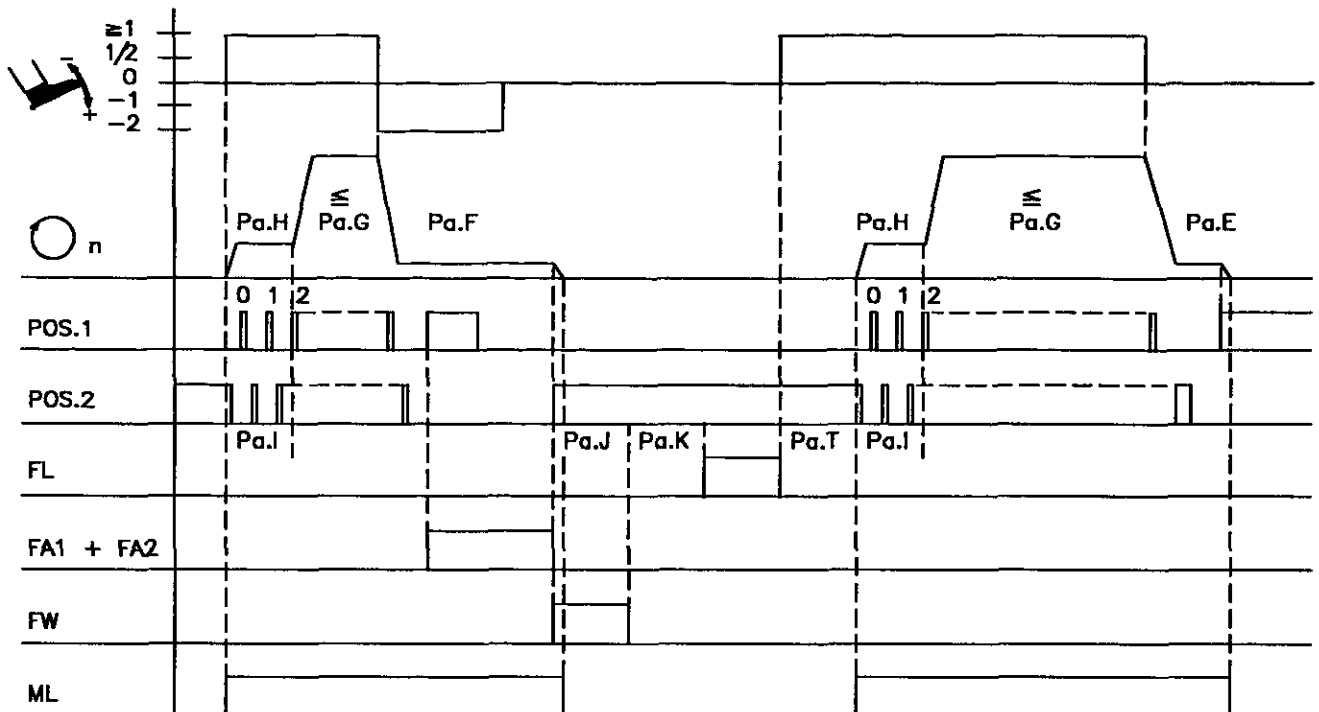 ≧1
1/2
0
-1
-2
- +
Pa.H ≦ Pa.G Pa.F Pa.H ≦ Pa.G Pa.E
n
0 1 2 0 1 2
POS.1
POS.2
Pa.I Pa.J Pa.K Pa.T Pa.I
FL
FA1 + FA2
FW
ML